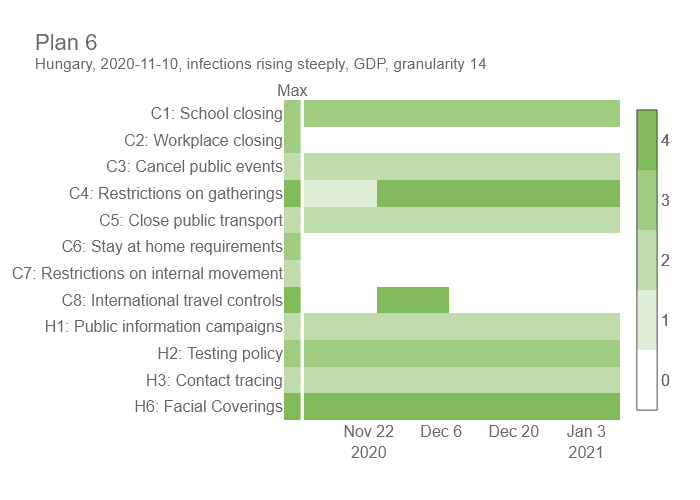 Plan 6
Hungary, 2020-11-10, infections rising steeply, GDP, granularity 14
Max
C1: School closing
C2: Workplace closing
C3: Cancel public events
C4: Restrictions on gatherings
C5: Close public transport
C6: Stay at home requirements
C7: Restrictions on internal movement
C8: International travel controls
H1: Public information campaigns
H2: Testing policy
H3: Contact tracing
H6: Facial Coverings
4
3
2
1
0
Nov 22 Dec 6 Dec 20 Jan 3
2020 2021